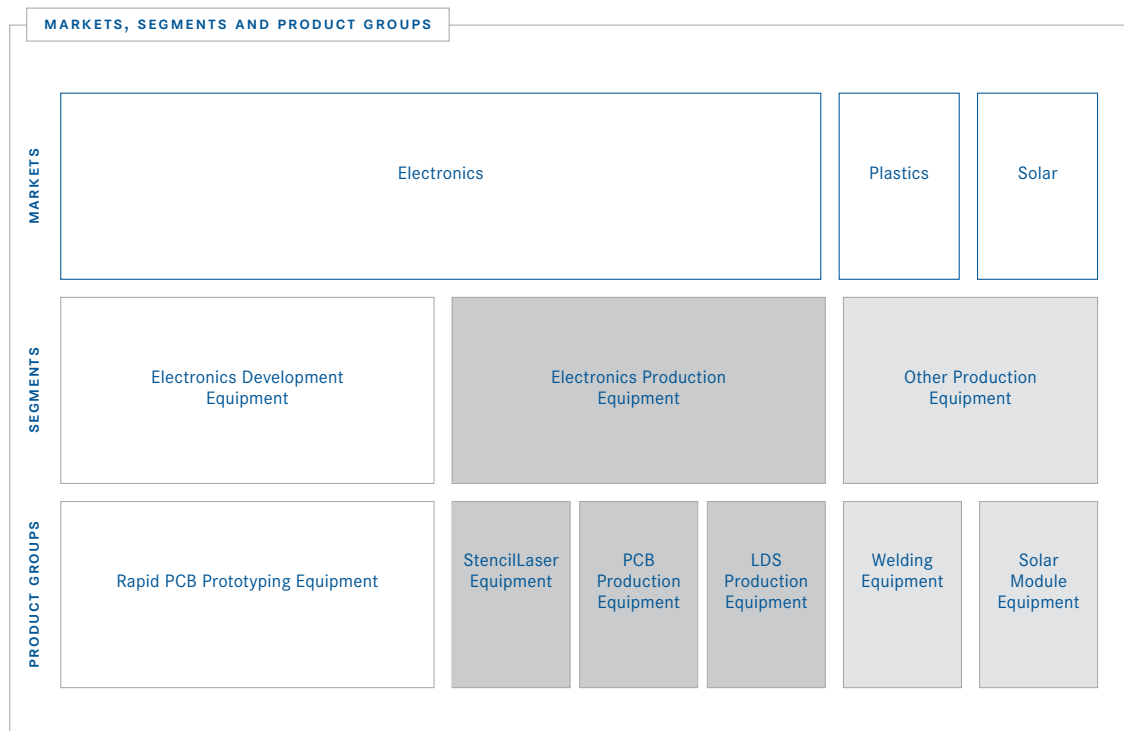 MARKETS, SEGMENTS AND PRODUCT GROUPS
MARKETS
Electronics
Plastics
Solar
SEGMENTS
Electronics Development
Equipment
Electronics Production
Equipment
Other Production
Equipment
PRODUCT GROUPS
Rapid PCB Prototyping Equipment
StencilLaser
Equipment
PCB
Production
Equipment
LDS
Production
Equipment
Welding
Equipment
Solar
Module
Equipment